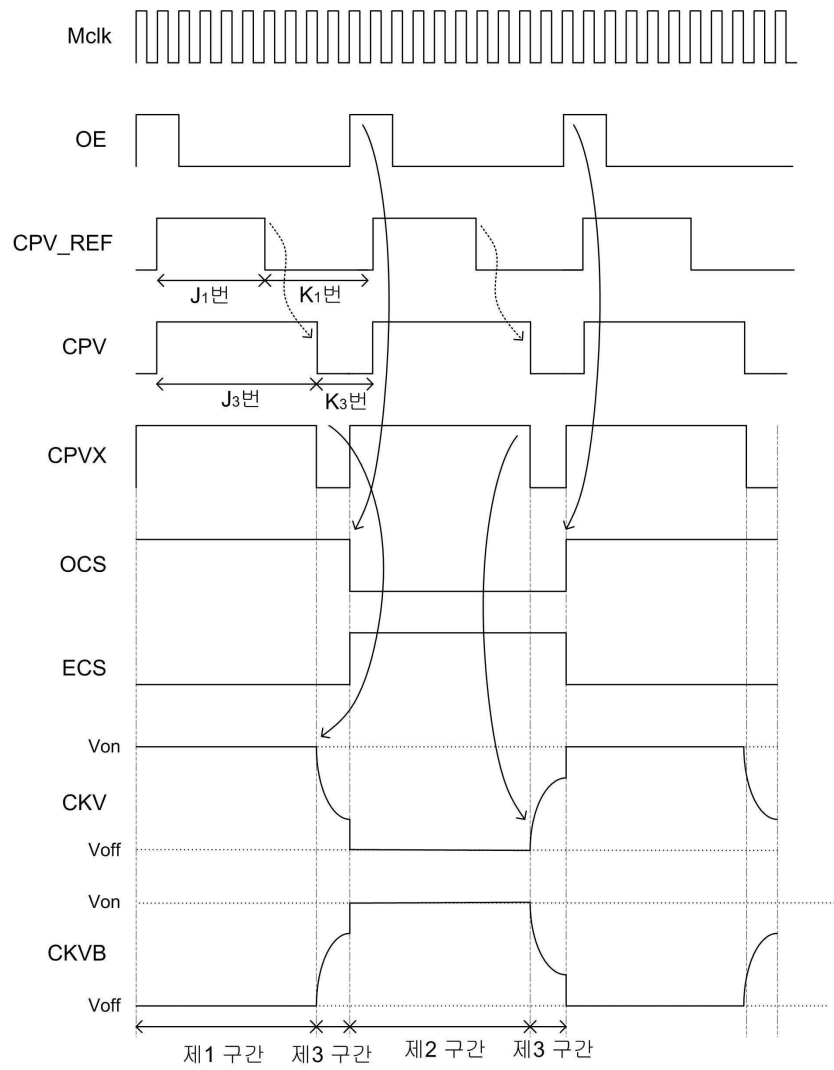 Mclk
OE
CPV_REF
J1번 K1번
CPV
J3번 K3번
CPVX
OCS
ECS
Von
CKV
Voff
Von
CKVB
Voff
제1 구간 제3 구간 제2 구간 제3 구간